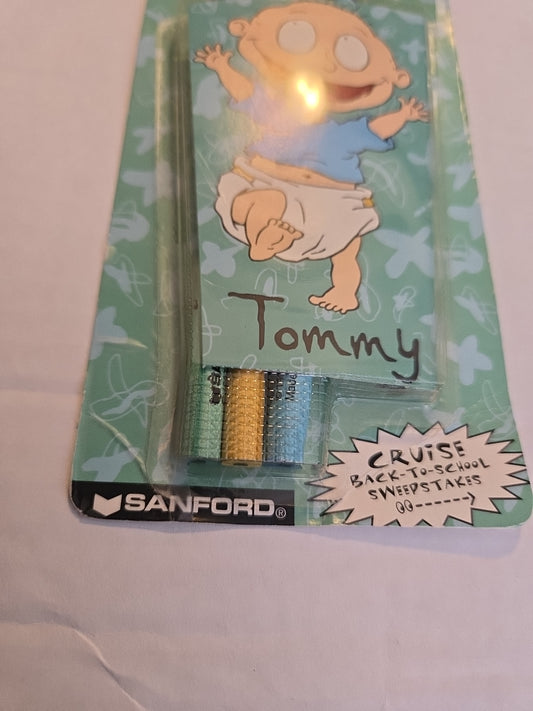 Tommy
CRUISE
BACK-TO-SCHOOL
SWEEPSTAKES
SANFORD®